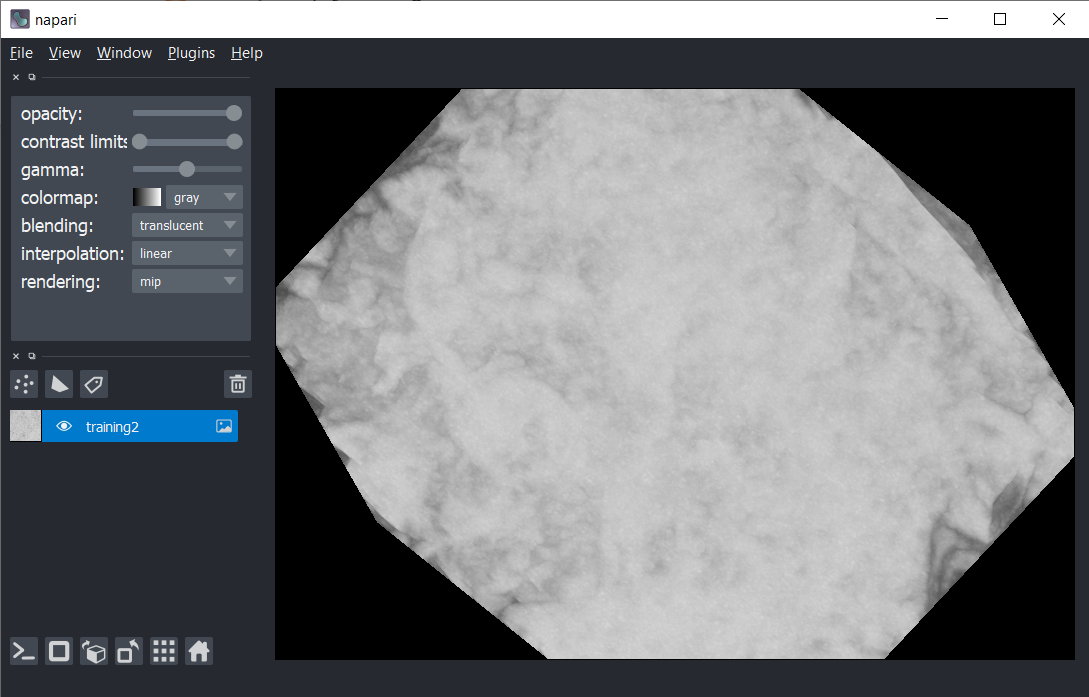 napari
File View Window Plugins Help
opacity:
contrast limits
gamma:
colormap: gray
blending: translucent
interpolation: linear
rendering: mip
training2